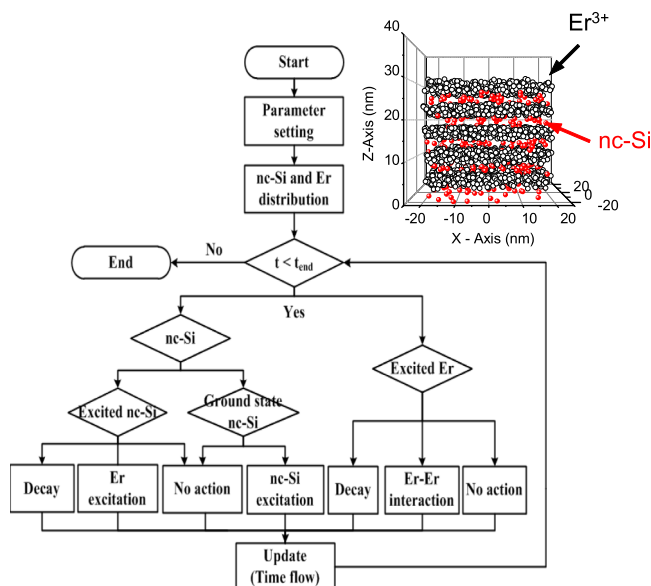 Start
Parameter
setting
nc-Si and Er
distribution
t < t_end
No
End
Yes
nc-Si
Excited Er
Excited nc-Si
Ground state
nc-Si
Decay
Er
excitation
No action
nc-Si
excitation
Decay
Er-Er
interaction
No action
Update
(Time flow)
Er³⁺
nc-Si
Z-Axis (nm)
40
30
20
10
0
-20 -10 0 10 20
X - Axis (nm)
20
0
-20